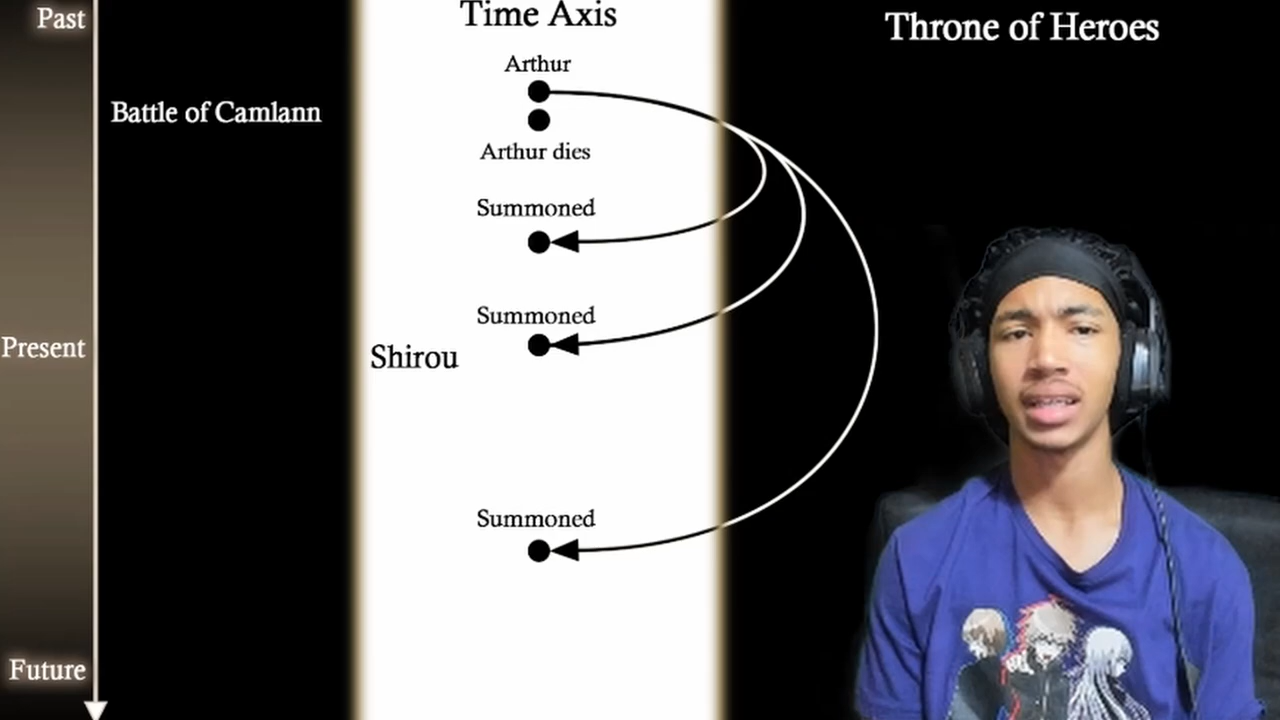 Past
Time Axis
Throne of Heroes
Arthur
Battle of Camlann
Arthur dies
Summoned
Summoned
Present
Shirou
Summoned
Future